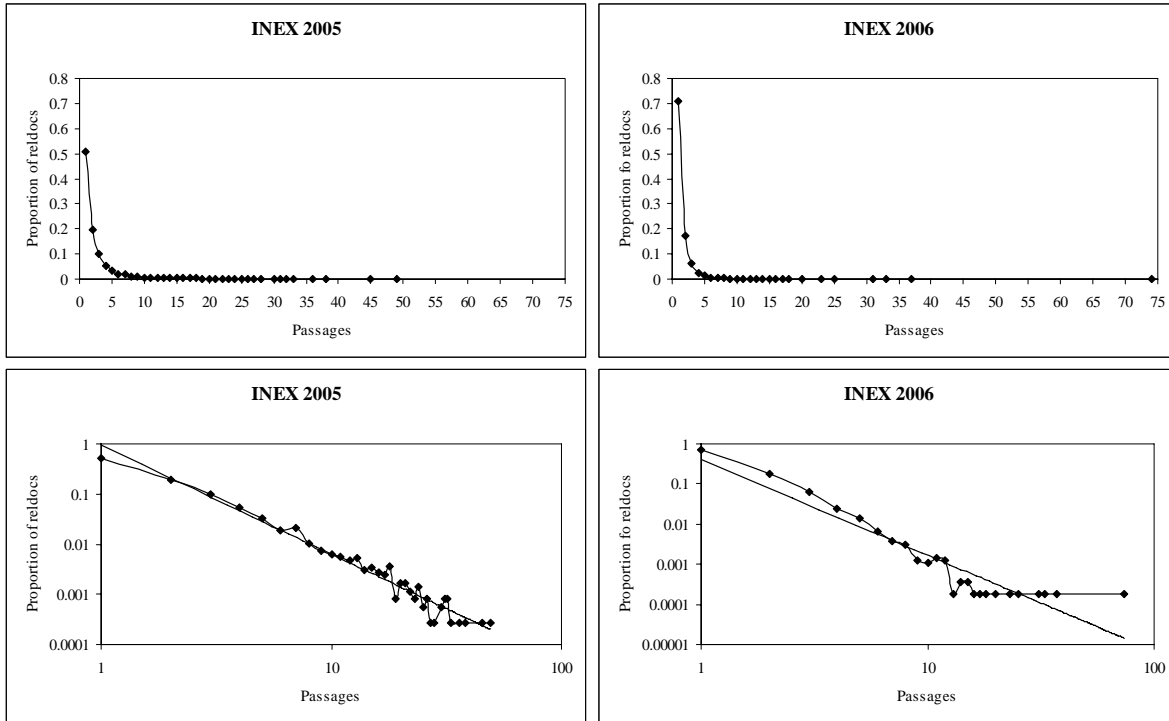 INEX 2005
Proportion of reldocs
0.8
0.7
0.6
0.5
0.4
0.3
0.2
0.1
0
0 5 10 15 20 25 30 35 40 45 50 55 60 65 70 75
Passages
INEX 2006
Proportion fo reldocs
0.8
0.7
0.6
0.5
0.4
0.3
0.2
0.1
0
0 5 10 15 20 25 30 35 40 45 50 55 60 65 70 75
Passages
INEX 2005
Proportion of reldocs
1
0.1
0.01
0.001
0.0001
1 10 100
Passages
INEX 2006
Proportion fo reldocs
1
0.1
0.01
0.001
0.0001
0.00001
1 10 100
Passages